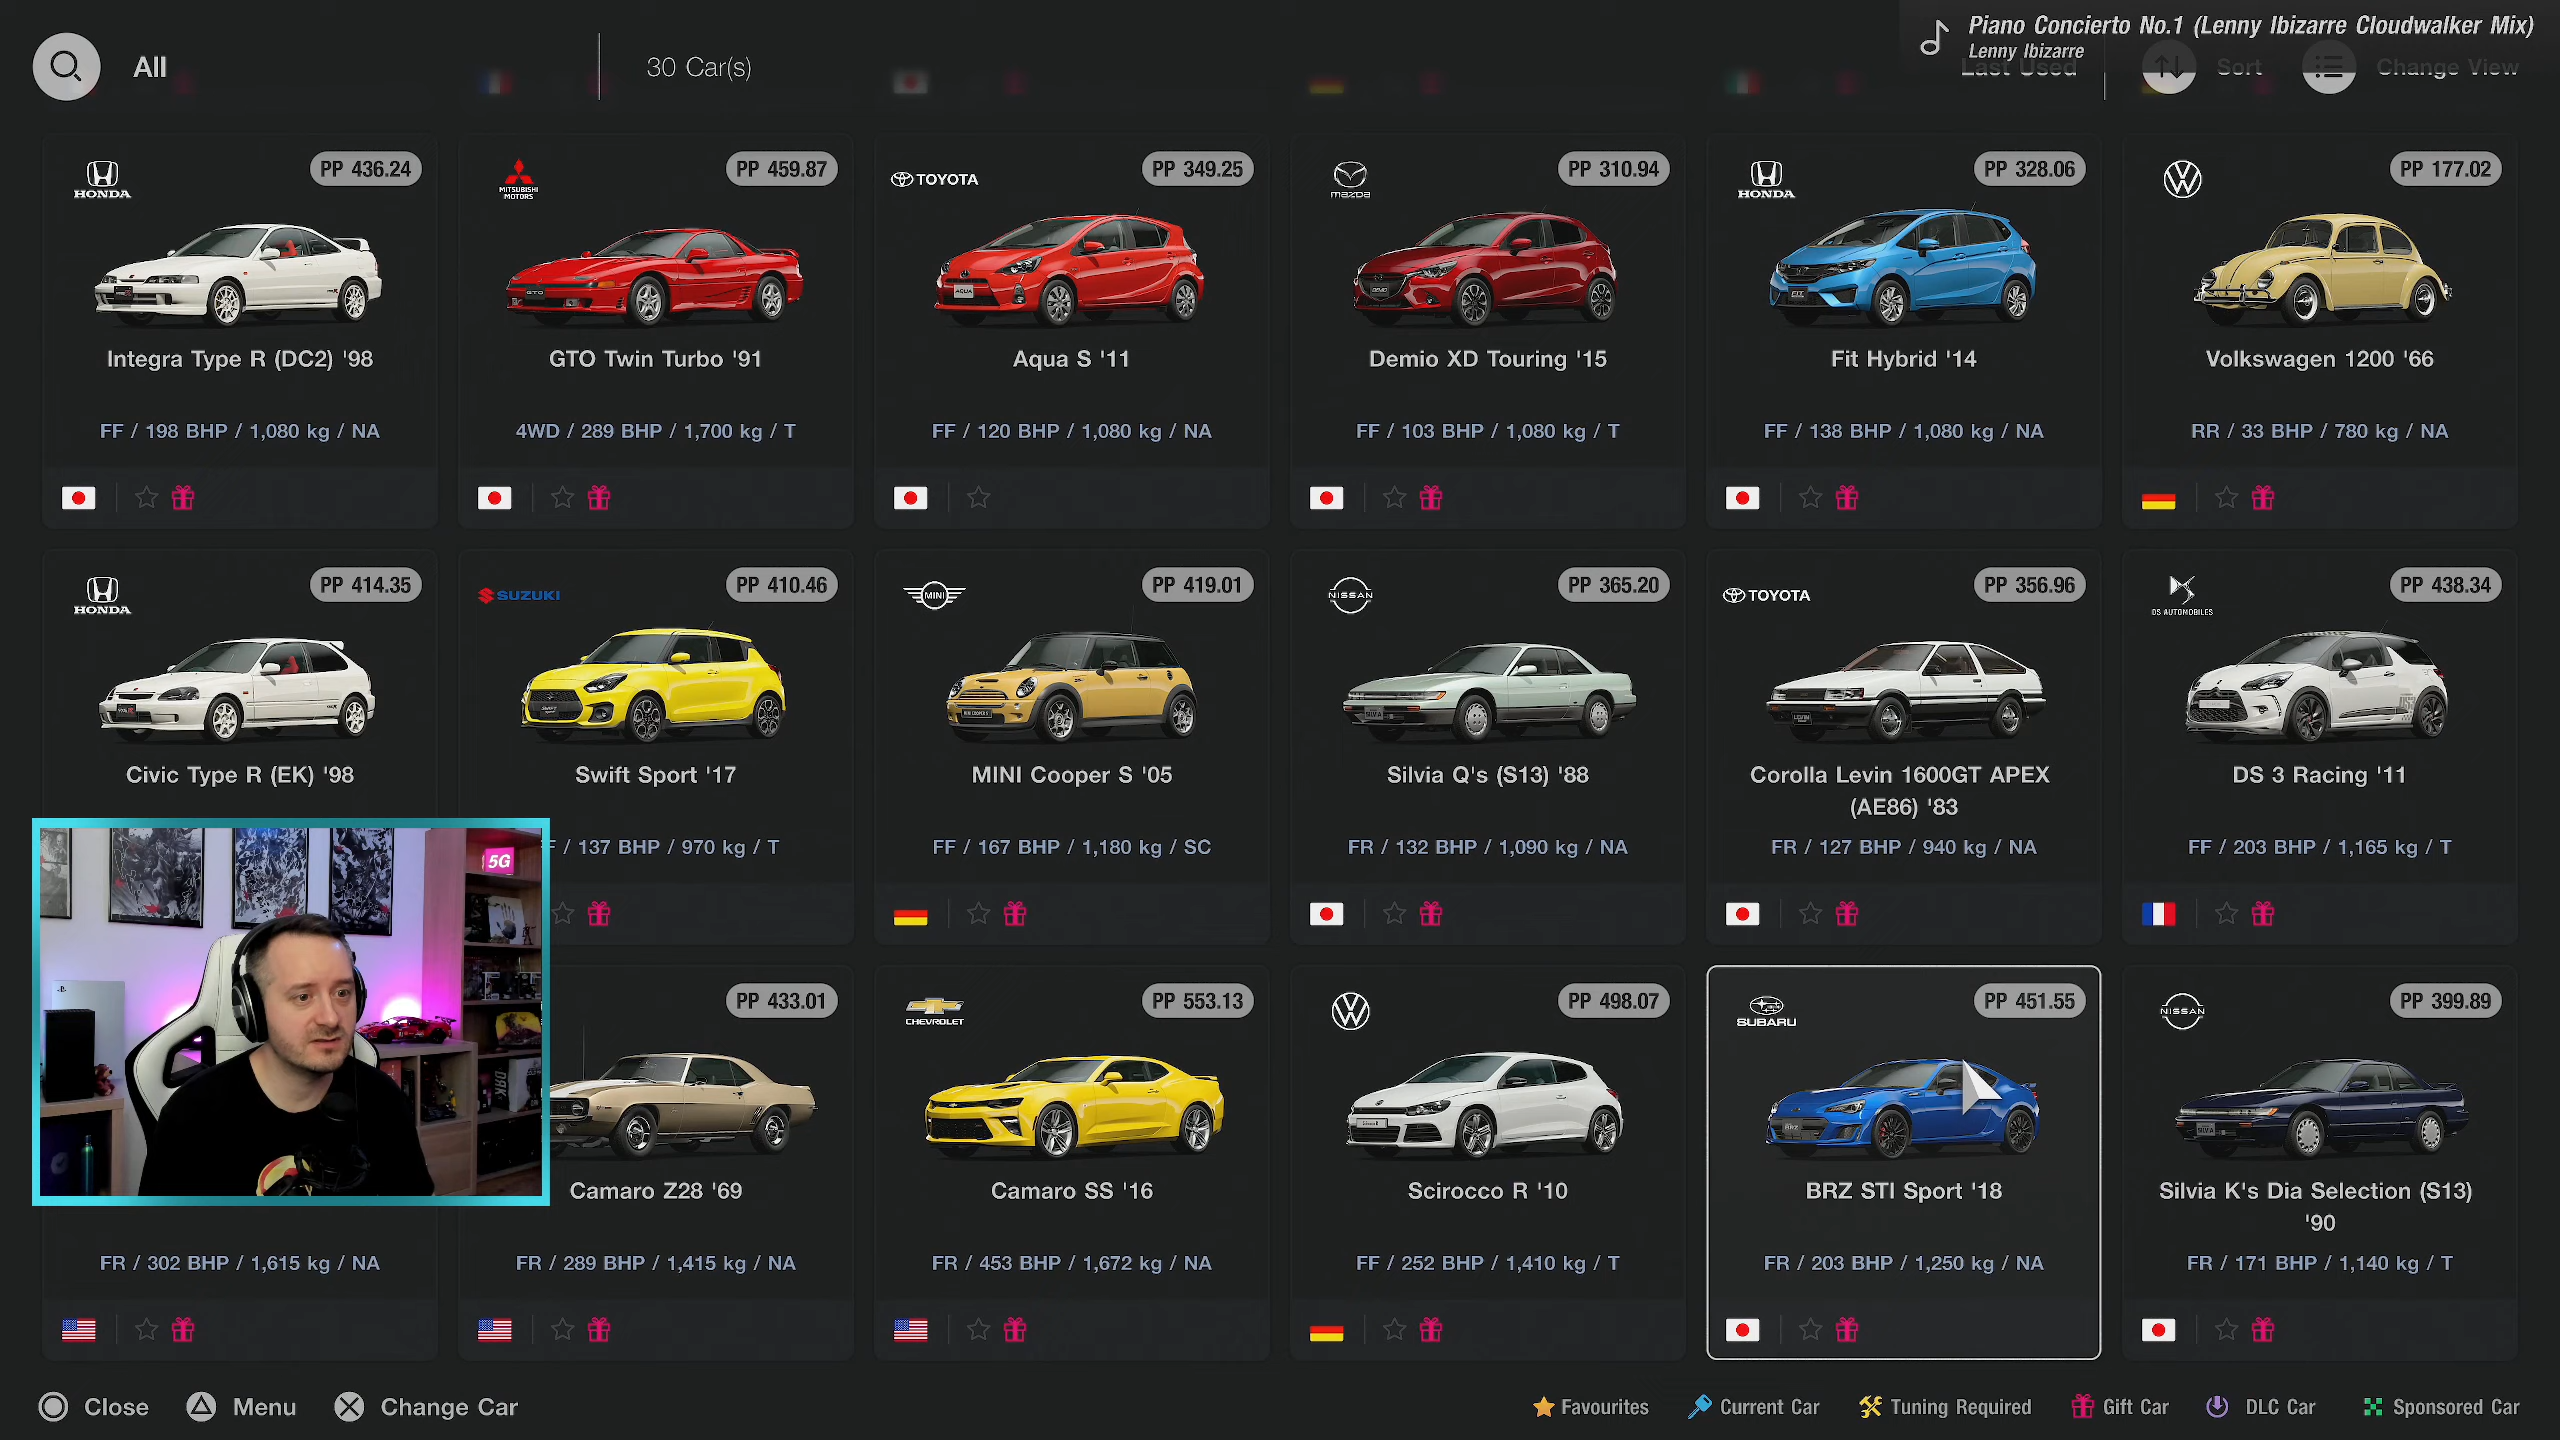 All
30 Car(s)
Piano Concierto No.1 (Lenny Ibizarre Cloudwalker Mix)
Lenny Ibizarre
Last Used
Sort
Change View
HONDA
PP 436.24
Integra Type R (DC2) '98
FF / 198 BHP / 1,080 kg / NA
MITSUBISHI
MOTORS
PP 459.87
GTO Twin Turbo '91
4WD / 289 BHP / 1,700 kg / T
TOYOTA
PP 349.25
AQUA
Aqua S '11
FF / 120 BHP / 1,080 kg / NA
mazda
PP 310.94
Demio XD Touring '15
FF / 103 BHP / 1,080 kg / T
HONDA
PP 328.06
FIT
Fit Hybrid '14
FF / 138 BHP / 1,080 kg / NA
PP 177.02
Volkswagen 1200 '66
RR / 33 BHP / 780 kg / NA
HONDA
PP 414.35
Civic Type R (EK) '98
SUZUKI
PP 410.46
Swift Sport '17
/ 137 BHP / 970 kg / T
MINI
PP 419.01
MINI Cooper S '05
FF / 167 BHP / 1,180 kg / SC
NISSAN
PP 365.20
SILVIA
Silvia Q's (S13) '88
FR / 132 BHP / 1,090 kg / NA
TOYOTA
PP 356.96
LEVIN
Corolla Levin 1600GT APEX
(AE86) '83
FR / 127 BHP / 940 kg / NA
DS AUTOMOBILES
PP 438.34
DS 3 Racing '11
FF / 203 BHP / 1,165 kg / T
5G
FR / 302 BHP / 1,615 kg / NA
PP 433.01
Camaro Z28 '69
FR / 289 BHP / 1,415 kg / NA
CHEVROLET
PP 553.13
Camaro SS '16
FR / 453 BHP / 1,672 kg / NA
PP 498.07
Scirocco R '10
FF / 252 BHP / 1,410 kg / T
SUBARU
PP 451.55
BRZ
BRZ STI Sport '18
FR / 203 BHP / 1,250 kg / NA
NISSAN
PP 399.89
SILVIA
Silvia K's Dia Selection (S13)
'90
FR / 171 BHP / 1,140 kg / T
Close
Menu
Change Car
Favourites
Current Car
Tuning Required
Gift Car
DLC Car
Sponsored Car